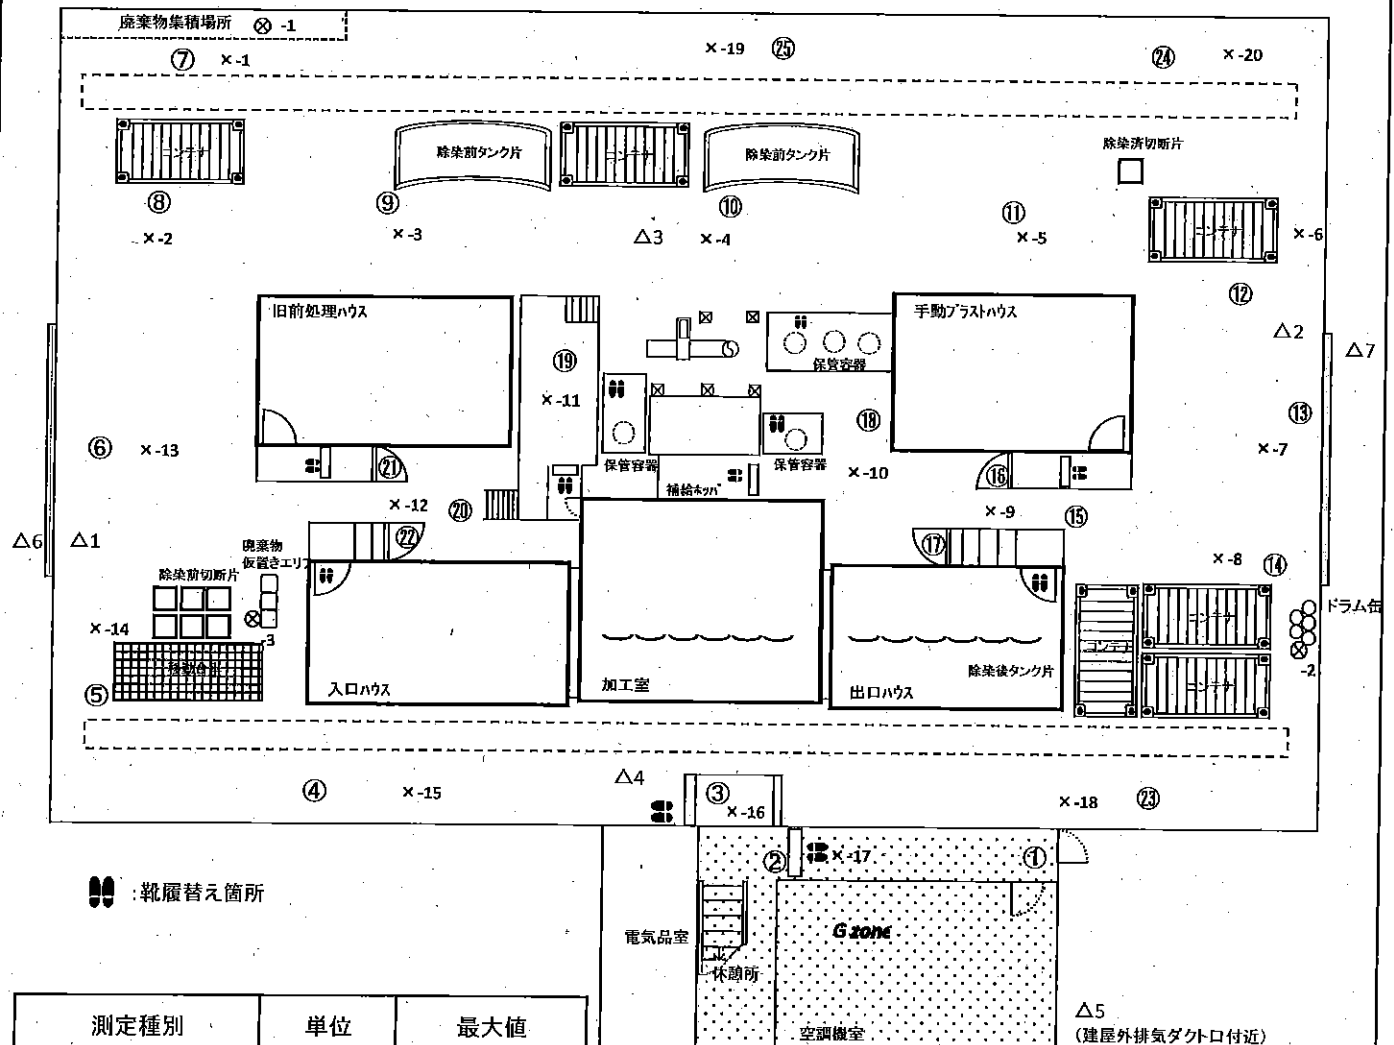 廃棄物集積場所 ⊗ -1
⑦ ×-1
×-19 ㉕
㉔ ×-20
コンテナ
除染前タンク片
コンテナ
除染前タンク片
除染済切断片
⑧
⑨
⑩
⑪
コンテナ
×-2
×-3
△3
×-4
×-5
×-6
⑫
旧前処理ハウス
手動ブラストハウス
△2
△7
⑲
保管容器
×-11
⑱
⑬
⑥ ×-13
×-7
㉑
保管容器
保管容器
×-10
⑯
補給ホッパ
×-12
⑳
×-9
⑮
△6
△1
㉒
⑰
廃棄物
仮置きエリア
×-8
⑭
除染前切断片
ドラム缶
×-14
⊗
-3
コンテナ
コンテナ
⊗
-2
移動台車
⑤
入口ハウス
加工室
出口ハウス
除染後タンク片
コンテナ
④
×-15
△4
③
×-16
×-18 ㉓
② ×-17
①
:靴履替え箇所
電気品室
G zone
休憩所
測定種別 単位 最大値
空調機室
△5
(建屋外排気ダクト口付近)